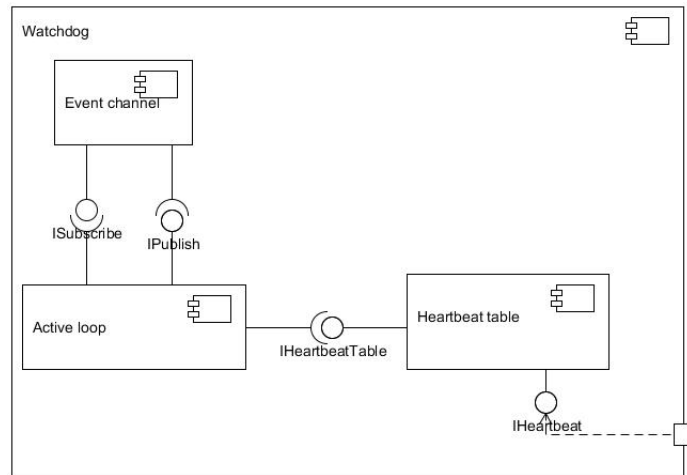 Watchdog
Event channel
ISubscribe
IPublish
Active loop
Heartbeat table
IHeartbeatTable
IHeartbeat